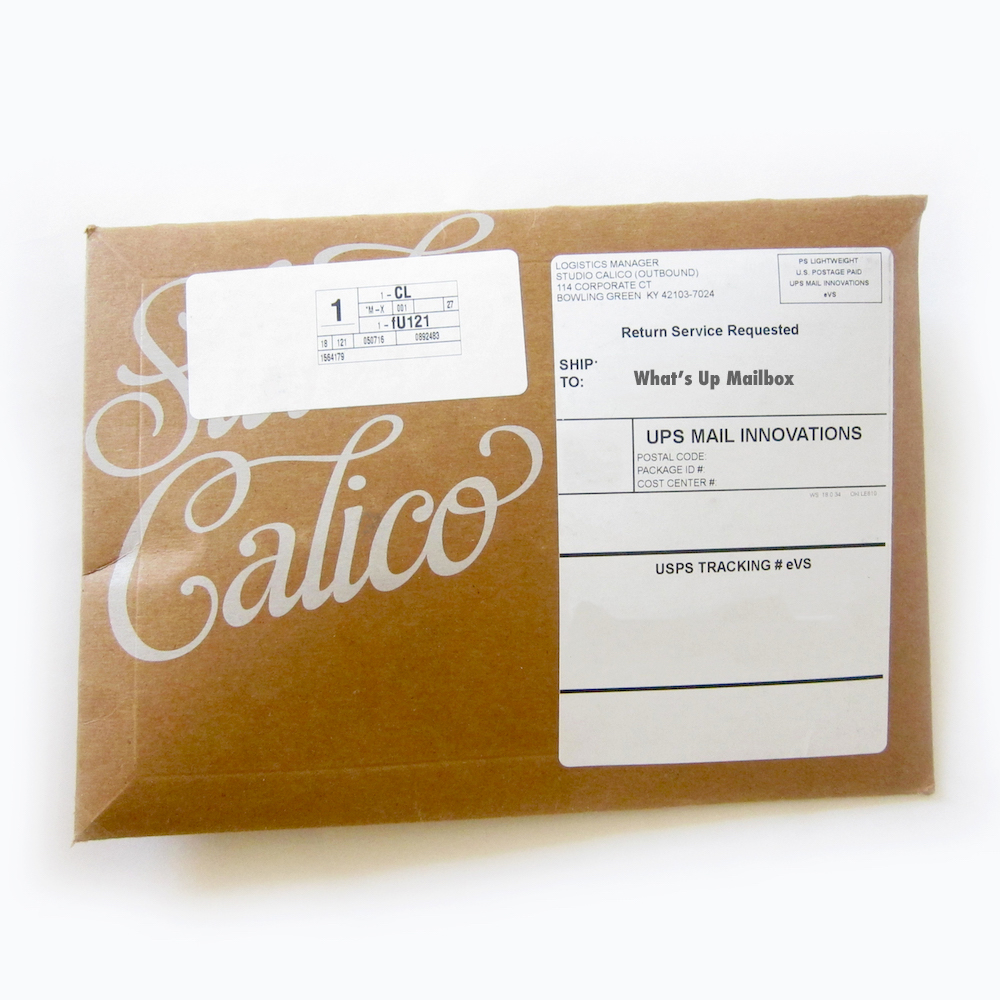 Calico
1
1 - CL
*M – X 001 27
1 - fU121
18 121 050716 0892483
1564179
LOGISTICS MANAGER
STUDIO CALICO (OUTBOUND)
114 CORPORATE CT
BOWLING GREEN KY 42103-7024
PS LIGHTWEIGHT
U.S. POSTAGE PAID
UPS MAIL INNOVATIONS
eVS
Return Service Requested
SHIP
TO:
What's Up Mailbox
UPS MAIL INNOVATIONS
POSTAL CODE:
PACKAGE ID #:
COST CENTER #:
USPS TRACKING # eVS